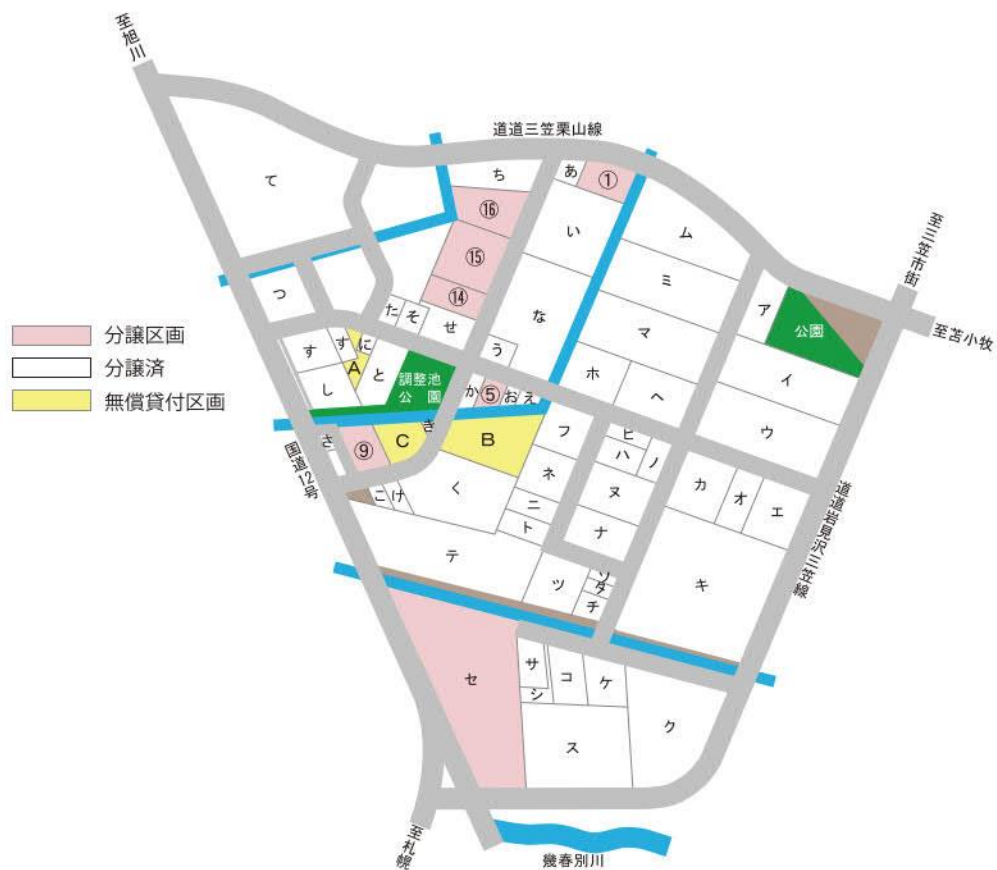 至旭川
道道三笠栗山線
至三笠市街
至苫小牧
分譲区画
分譲済
無償貸付区画
て
ち
あ
①
⑯
い
ム
⑮
ミ
つ
⑭
な
マ
ア
公園
た
そ
せ
う
す
す
に
A
と
調整池
公園
ホ
ヘ
イ
し
か
⑤
お
え
ウ
さ
⑨
C
き
B
フ
ヒ
ハ
ノ
国道12号
こ
け
く
ネ
ヌ
カ
オ
エ
ニ
ト
ナ
道道岩見沢三笠線
テ
ツ
ソ
タ
チ
キ
セ
サ
シ
コ
ケ
ス
ク
至札幌
幾春別川